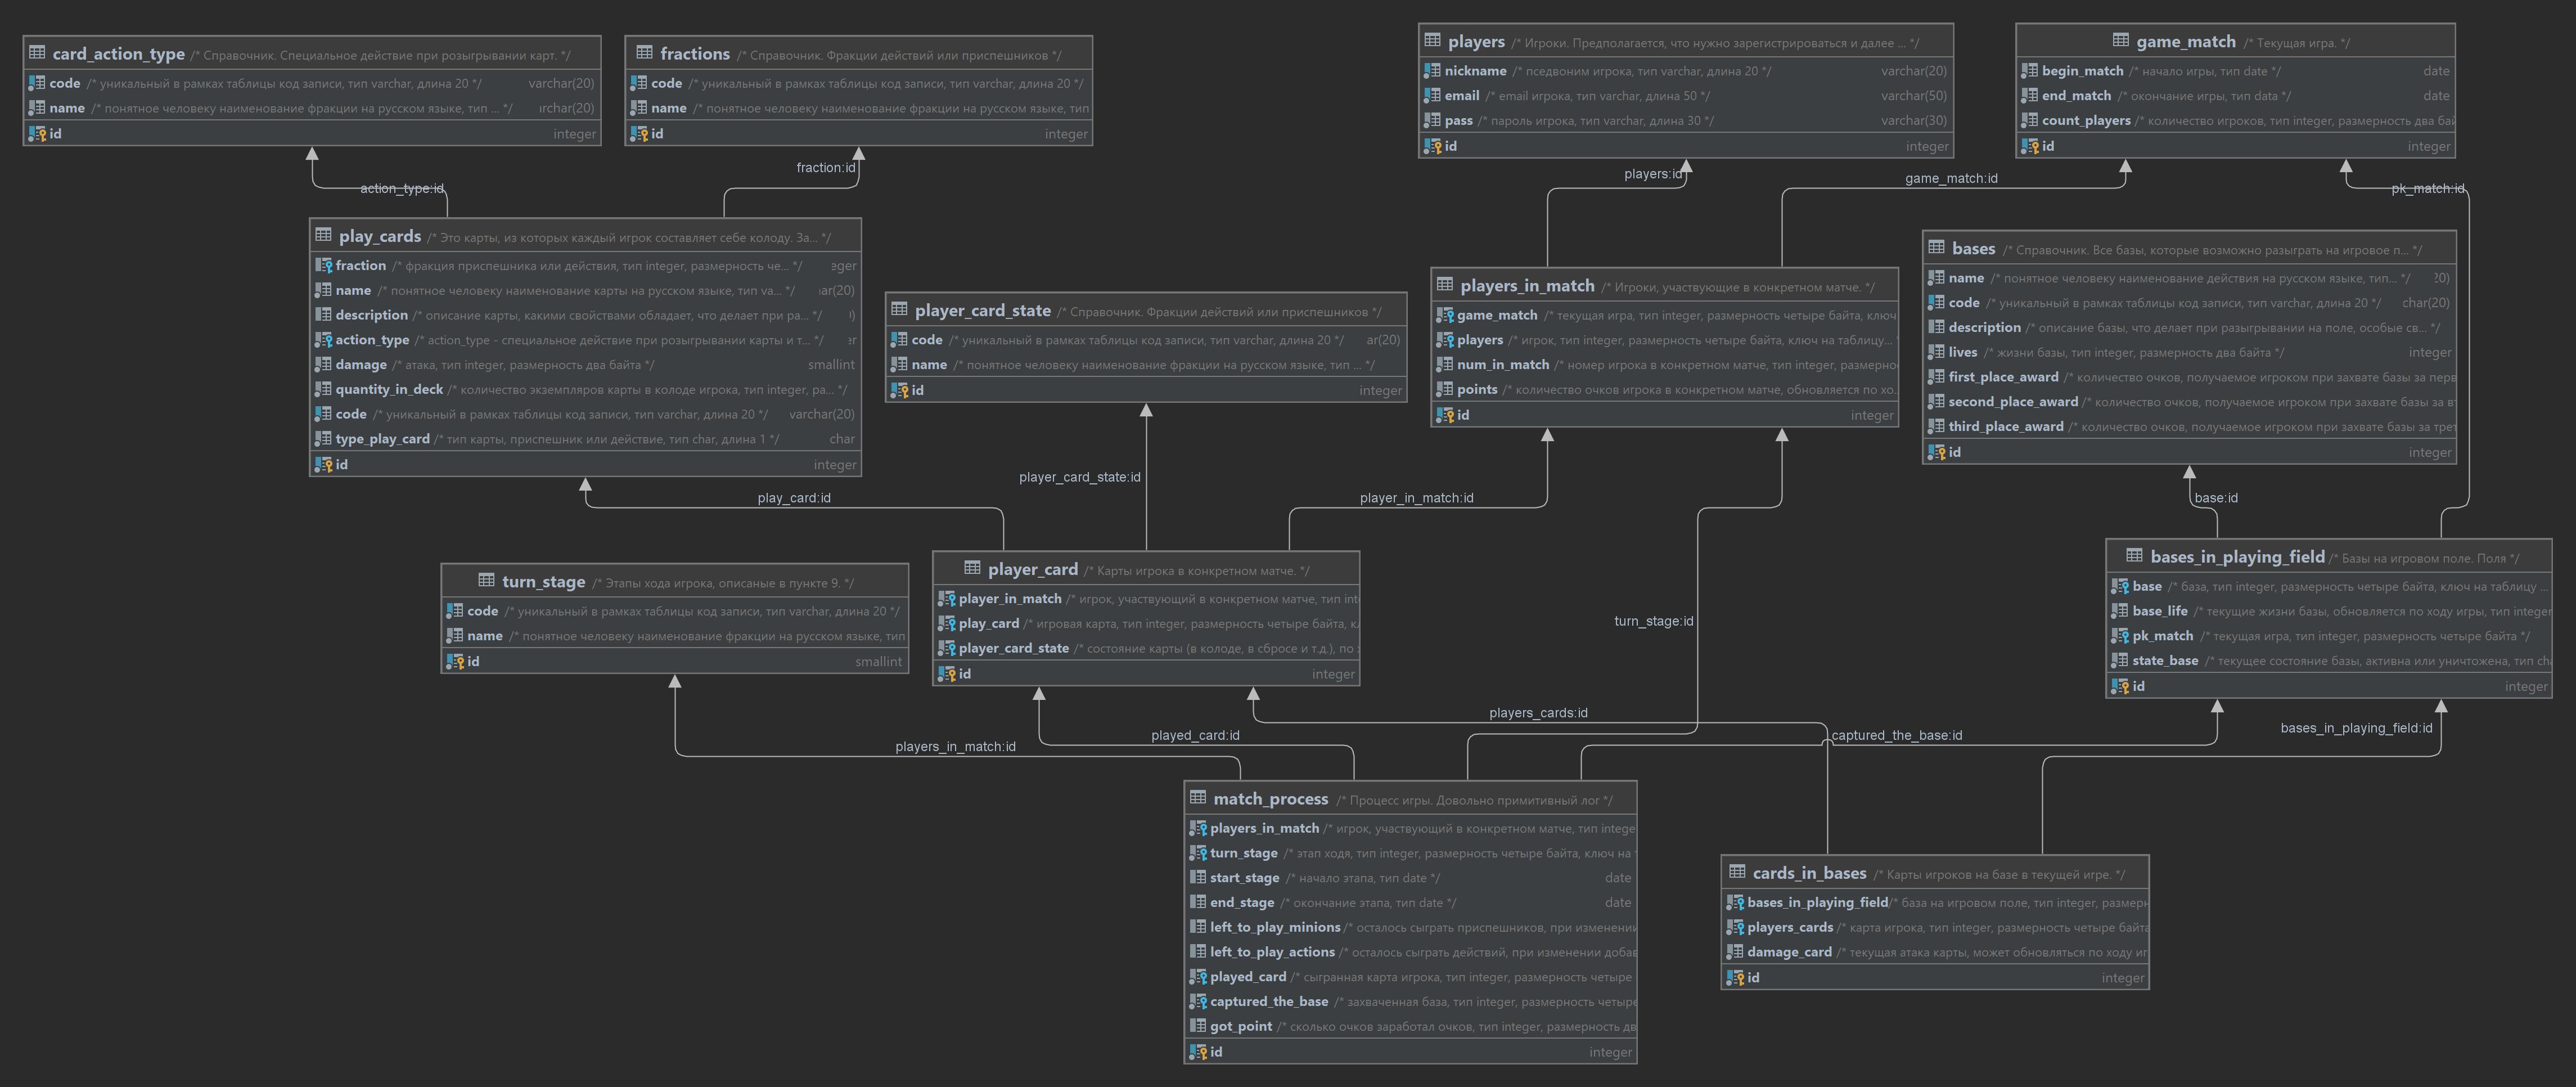 card_action_type /* Справочник. Специальное действие при розыгрывании карт. */
code /* уникальный в рамках таблицы код записи, тип varchar, длина 20 */ varchar(20)
name /* понятное человеку наименование фракции на русском языке, тип ... */ ırchar(20)
id integer
fractions /* Справочник. Фракции действий или приспешников */
code /* уникальный в рамках таблицы код записи, тип varchar, длина 20 */
name /* понятное человеку наименование фракции на русском языке, тип
id integer
players /* Игроки. Предполагается, что нужно зарегистрироваться и далее ... */
nickname /* пседвоним игрока, тип varchar, длина 20 */ varchar(20)
email /* email игрока, тип varchar, длина 50 */ varchar(50)
pass /* пароль игрока, тип varchar, длина 30 */ varchar(30)
id integer
game_match /* Текущая игра. */
begin_match /* начало игры, тип date */ date
end_match /* окончание игры, тип data */ date
count_players /* количество игроков, тип integer, размерность два бай
id integer
action_type:id
fraction:id
players:id
game_match:id
pk_match:id
play_cards /* Это карты, из которых каждый игрок составляет себе колоду. За... */
fraction /* фракция приспешника или действия, тип integer, размерность че... */ eger
name /* понятное человеку наименование карты на русском языке, тип va... */ ıar(20)
description /* описание карты, какими свойствами обладает, что делает при ра... */ )
action_type /* action_type - специальное действие при розыгрывании карты и т... */ er
damage /* атака, тип integer, размерность два байта */ smallint
quantity_in_deck /* количество экземпляров карты в колоде игрока, тип integer, ра... */
code /* уникальный в рамках таблицы код записи, тип varchar, длина 20 */ varchar(20)
type_play_card /* тип карты, приспешник или действие, тип char, длина 1 */ char
id integer
player_card_state /* Справочник. Фракции действий или приспешников */
code /* уникальный в рамках таблицы код записи, тип varchar, длина 20 */ ar(20)
name /* понятное человеку наименование фракции на русском языке, тип ... */
id integer
players_in_match /* Игроки, участвующие в конкретном матче. */
game_match /* текущая игра, тип integer, размерность четыре байта, ключ
players /* игрок, тип integer, размерность четыре байта, ключ на таблицу...
num_in_match /* номер игрока в конкретном матче, тип integer, размерно
points /* количество очков игрока в конкретном матче, обновляется по хо.
id integer
bases /* Справочник. Все базы, которые возможно разыграть на игровое п... */
name /* понятное человеку наименование действия на русском языке, тип... */ 20)
code /* уникальный в рамках таблицы код записи, тип varchar, длина 20 */ char(20)
description /* описание базы, что делает при разыгрывании на поле, особые св... */
lives /* жизни базы, тип integer, размерность два байта */ integer
first_place_award /* количество очков, получаемое игроком при захвате базы за перв
second_place_award /* количество очков, получаемое игроком при захвате базы за вт
third_place_award /* количество очков, получаемое игроком при захвате базы за трет
id integer
play_card:id
player_card_state:id
player_in_match:id
base:id
turn_stage /* Этапы хода игрока, описаные в пункте 9. */
code /* уникальный в рамках таблицы код записи, тип varchar, длина 20 */
name /* понятное человеку наименование фракции на русском языке, тип
id smallint
player_card /* Карты игрока в конкретном матче. */
player_in_match /* игрок, участвующий в конкретном матче, тип int
play_card /* игровая карта, тип integer, размерность четыре байта, кл
player_card_state /* состояние карты (в колоде, в сбросе и т.д.), по
id integer
turn_stage:id
bases_in_playing_field /* Базы на игровом поле. Поля */
base /* база, тип integer, размерность четыре байта, ключ на таблицу ...
base_life /* текущие жизни базы, обновляется по ходу игры, тип integer
pk_match /* текущая игра, тип integer, размерность четыре байта */
state_base /* текущее состояние базы, активна или уничтожена, тип cha
id integer
players_in_match:id
played_card:id
players_cards:id
captured_the_base:id
bases_in_playing_field:id
match_process /* Процесс игры. Довольно примитивный лог */
players_in_match /* игрок, участвующий в конкретном матче, тип intege
turn_stage /* этап ходя, тип integer, размерность четыре байта, ключ на
start_stage /* начало этапа, тип date */ date
end_stage /* окончание этапа, тип date */ date
left_to_play_minions /* осталось сыграть приспешников, при изменении
left_to_play_actions /* осталось сыграть действий, при изменении добав
played_card /* сыгранная карта игрока, тип integer, размерность четыре
captured_the_base /* захваченная база, тип integer, размерность четыре
got_point /* сколько очков заработал очков, тип integer, размерность дв
id integer
cards_in_bases /* Карты игроков на базе в текущей игре. */
bases_in_playing_field /* база на игровом поле, тип integer, размерн
players_cards /* карта игрока, тип integer, размерность четыре байта
damage_card /* текущая атака карты, может обновляться по ходу иг
id integer